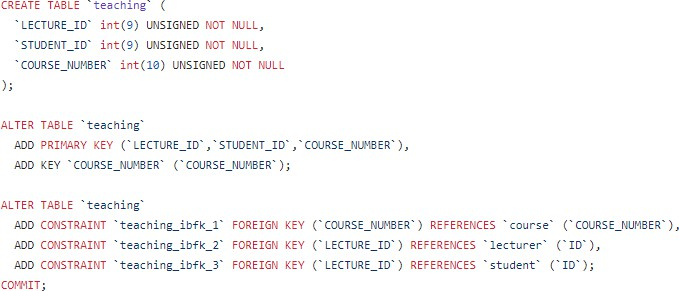 CREATE TABLE `teaching` (
  `LECTURE_ID` int(9) UNSIGNED NOT NULL,
  `STUDENT_ID` int(9) UNSIGNED NOT NULL,
  `COURSE_NUMBER` int(10) UNSIGNED NOT NULL
);

ALTER TABLE `teaching`
  ADD PRIMARY KEY (`LECTURE_ID`,`STUDENT_ID`,`COURSE_NUMBER`),
  ADD KEY `COURSE_NUMBER` (`COURSE_NUMBER`);

ALTER TABLE `teaching`
  ADD CONSTRAINT `teaching_ibfk_1` FOREIGN KEY (`COURSE_NUMBER`) REFERENCES `course` (`COURSE_NUMBER`),
  ADD CONSTRAINT `teaching_ibfk_2` FOREIGN KEY (`LECTURE_ID`) REFERENCES `lecturer` (`ID`),
  ADD CONSTRAINT `teaching_ibfk_3` FOREIGN KEY (`LECTURE_ID`) REFERENCES `student` (`ID`);
COMMIT;